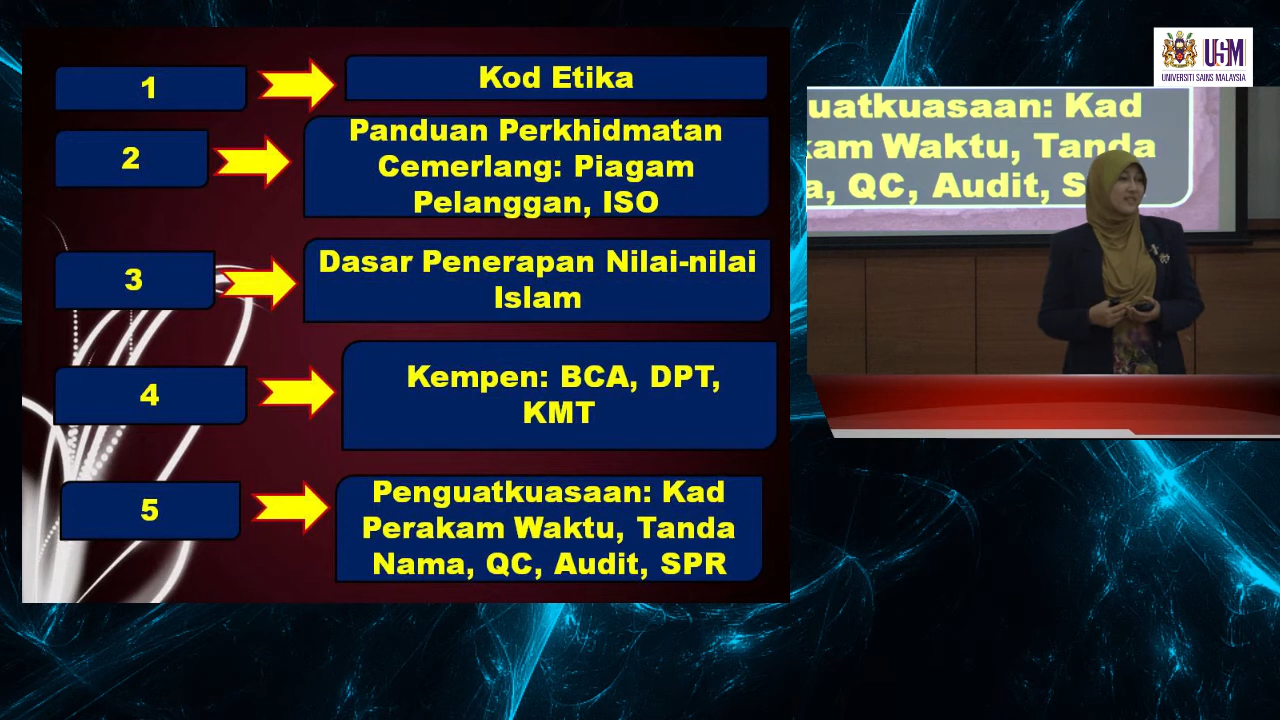 1
Kod Etika
2
Panduan Perkhidmatan
Cemerlang: Piagam
Pelanggan, ISO
3
Dasar Penerapan Nilai-nilai
Islam
4
Kempen: BCA, DPT,
KMT
5
Penguatkuasaan: Kad
Perakam Waktu, Tanda
Nama, QC, Audit, SPR
USM
UNIVERSITI SAINS MALAYSIA
guatkuasaan: Kad
kam Waktu, Tanda
a, QC, Audit, S